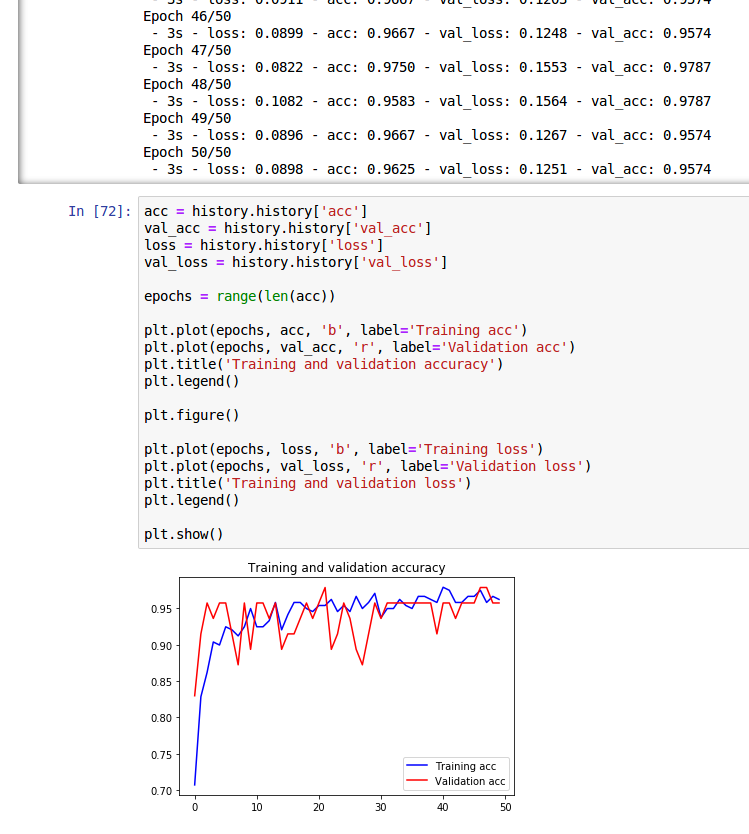 - 3s - loss: 0.0911 - acc: 0.9667 - val_loss: 0.1203 - val_acc: 0.9574
Epoch 46/50
- 3s - loss: 0.0899 - acc: 0.9667 - val_loss: 0.1248 - val_acc: 0.9574
Epoch 47/50
- 3s - loss: 0.0822 - acc: 0.9750 - val_loss: 0.1553 - val_acc: 0.9787
Epoch 48/50
- 3s - loss: 0.1082 - acc: 0.9583 - val_loss: 0.1564 - val_acc: 0.9787
Epoch 49/50
- 3s - loss: 0.0896 - acc: 0.9667 - val_loss: 0.1267 - val_acc: 0.9574
Epoch 50/50
- 3s - loss: 0.0898 - acc: 0.9625 - val_loss: 0.1251 - val_acc: 0.9574
In [72]: acc = history.history['acc']
val_acc = history.history['val_acc']
loss = history.history['loss']
val_loss = history.history['val_loss']
epochs = range(len(acc))
plt.plot(epochs, acc, 'b', label='Training acc')
plt.plot(epochs, val_acc, 'r', label='Validation acc')
plt.title('Training and validation accuracy')
plt.legend()
plt.figure()
plt.plot(epochs, loss, 'b', label='Training loss')
plt.plot(epochs, val_loss, 'r', label='Validation loss')
plt.title('Training and validation loss')
plt.legend()
plt.show()
Training and validation accuracy
0.95
0.90
0.85
0.80
0.75
0.70
Training acc
Validation acc
0 10 20 30 40 50